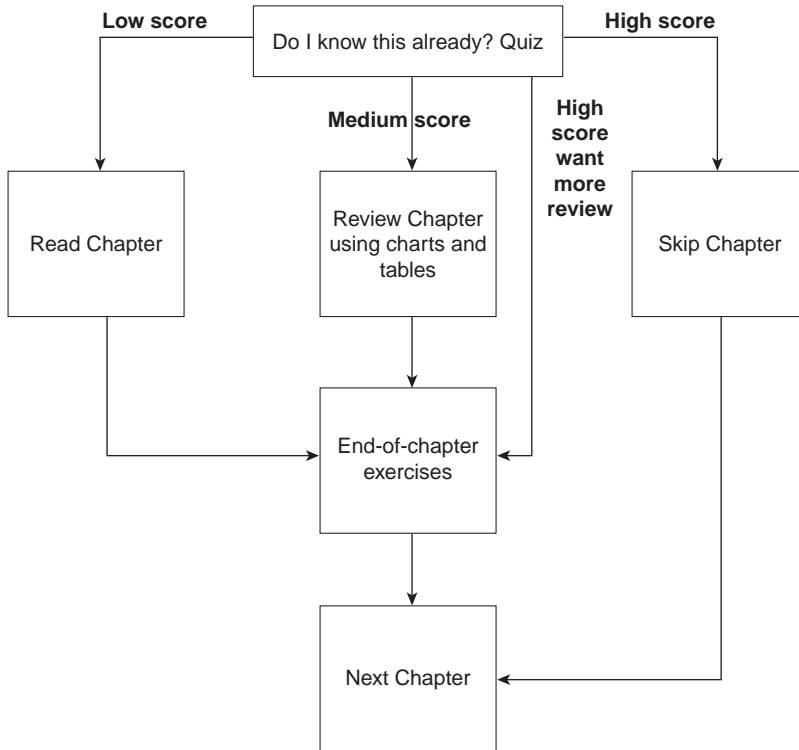 Low score
Do I know this already? Quiz
High score
Medium score
High
score
want
more
review
Read Chapter
Review Chapter
using charts and
tables
Skip Chapter
End-of-chapter
exercises
Next Chapter